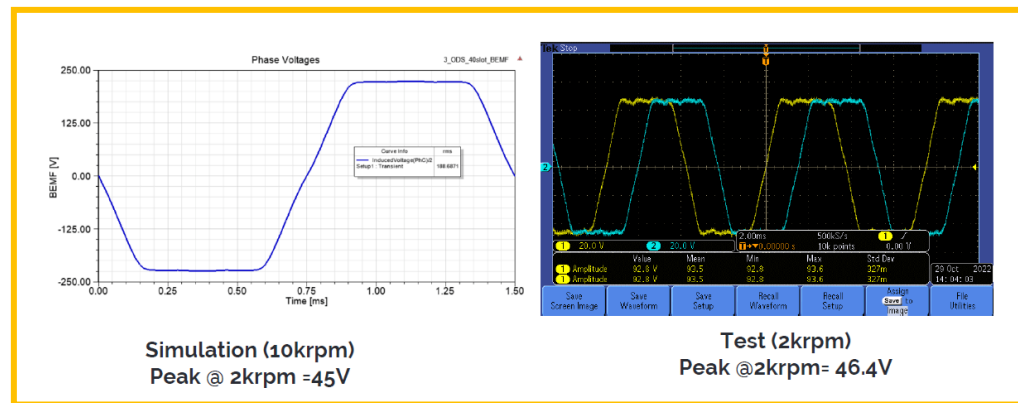 Phase Voltages
3_ODS_40slot_BEMF
250.00
125.00
0.00
-125.00
-250.00
BEMF [V]
Curve Info rms
InducedVoltage(PhC)/2
Setup1 : Transient
0.00 0.25 0.50 0.75 1.00 1.25 1.50
Time [ms]
Simulation (10krpm)
Peak @ 2krpm =45V
Tek Stop
2
1 20.0 V 2 20.0 V
2.00ms 500kS/s 1
0.00000 s 10k points 0.00 V
Value Mean Min Max Std Dev
1 Amplitude 92.8 V 93.5 92.8 93.6 327m
1 Amplitude 92.8 V 93.5 92.8 93.6 327m
29 Oct 2022
14:04:03
Save Screen Image
Save Waveform
Save Setup
Recall Waveform
Recall Setup
Assign Save to Image
File Utilities
Test (2krpm)
Peak @2krpm= 46.4V